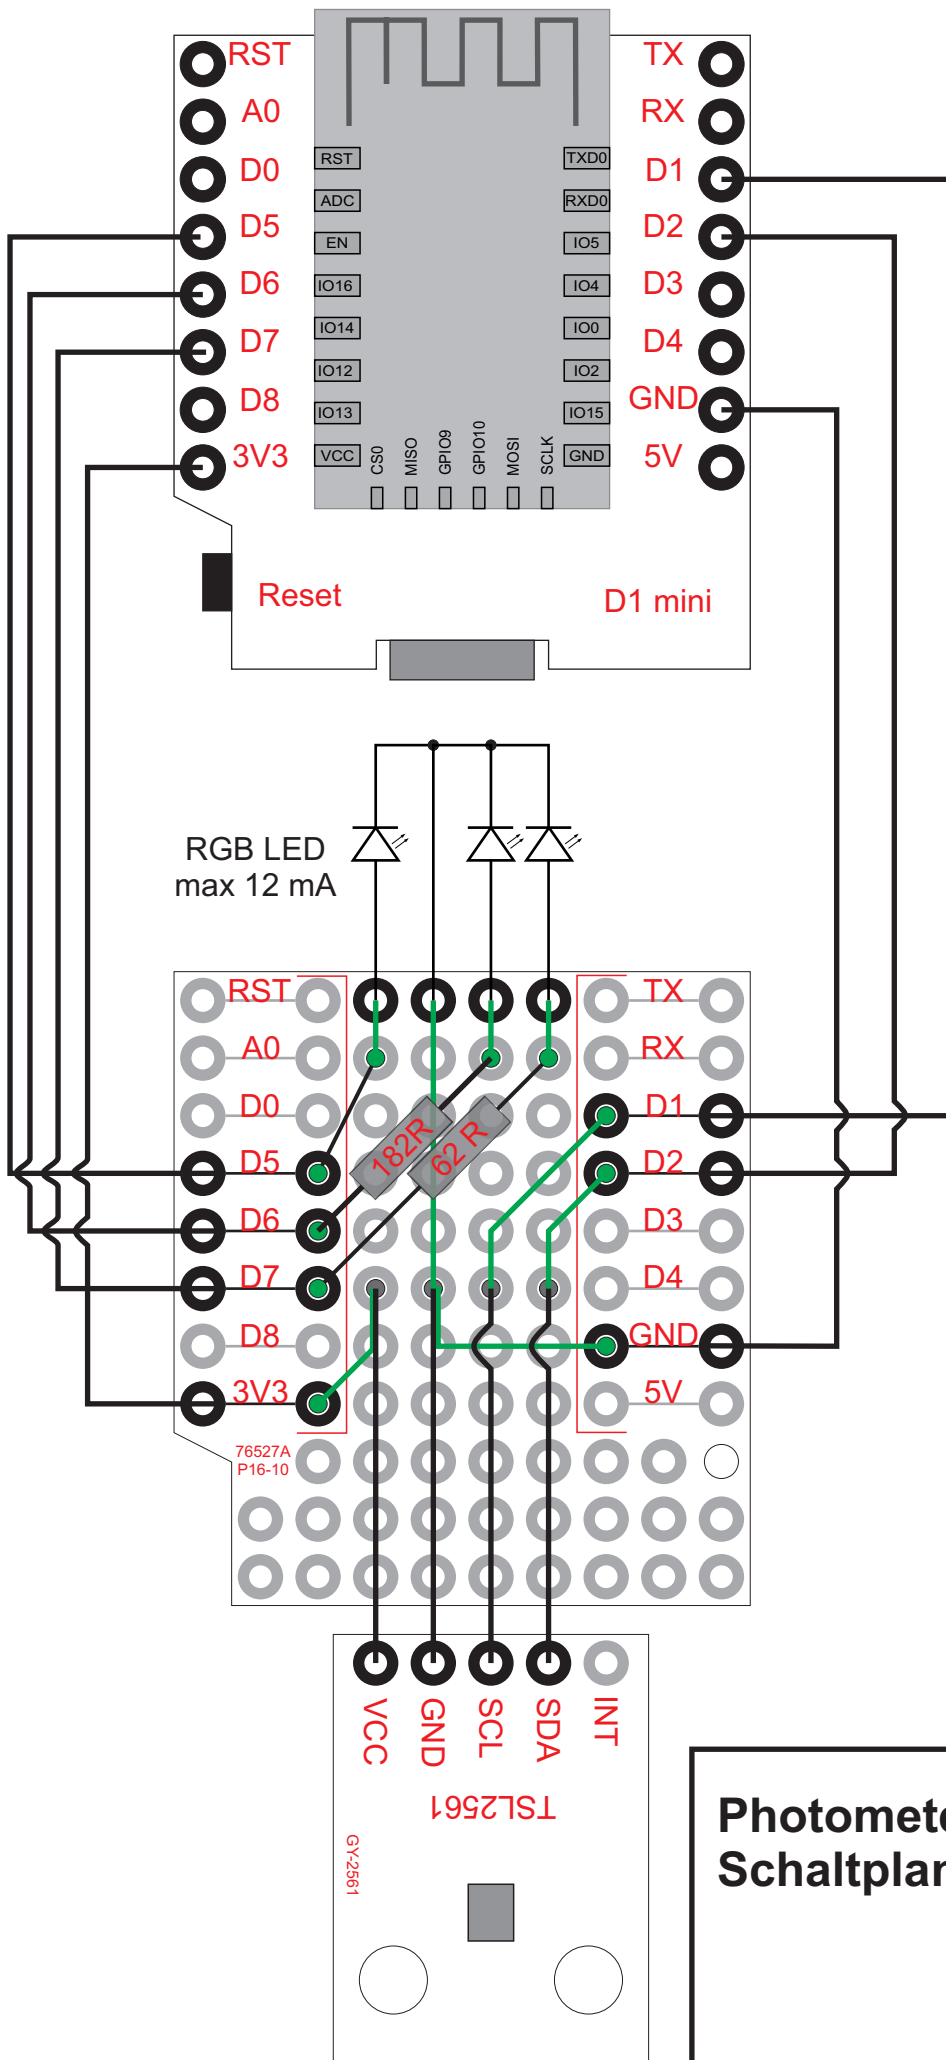 RST
A0
D0
D5
D6
D7
D8
3V3
TX
RX
D1
D2
D3
D4
GND
5V
RST
ADC
EN
IO16
IO14
IO12
IO13
VCC
TXD0
RXD0
IO5
IO4
IO0
IO2
IO15
GND
CS0
MISO
GPIO9
GPIO10
MOSI
SCLK
Reset
D1 mini
RGB LED
max 12 mA
RST
A0
D0
D5
D6
D7
D8
3V3
182R
62 R
TX
RX
D1
D2
D3
D4
GND
5V
76527A
P16-10
VCC
GND
SCL
SDA
INT
TSL2561
GY-2561